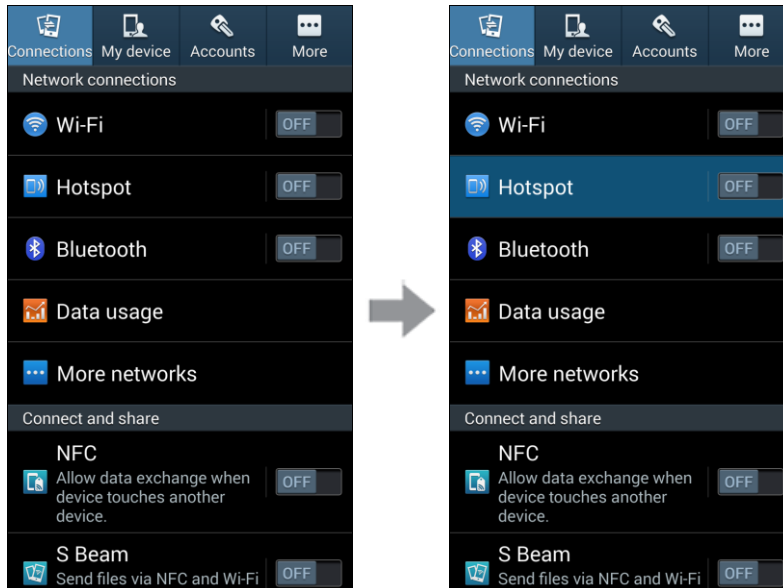 Connections My device Accounts More
Network connections
Wi-Fi OFF
Hotspot OFF
Bluetooth OFF
Data usage
More networks
Connect and share
NFC
Allow data exchange when
device touches another
device.
OFF
S Beam
Send files via NFC and Wi-Fi OFF
Connections My device Accounts More
Network connections
Wi-Fi OFF
Hotspot OFF
Bluetooth OFF
Data usage
More networks
Connect and share
NFC
Allow data exchange when
device touches another
device.
OFF
S Beam
Send files via NFC and Wi-Fi OFF